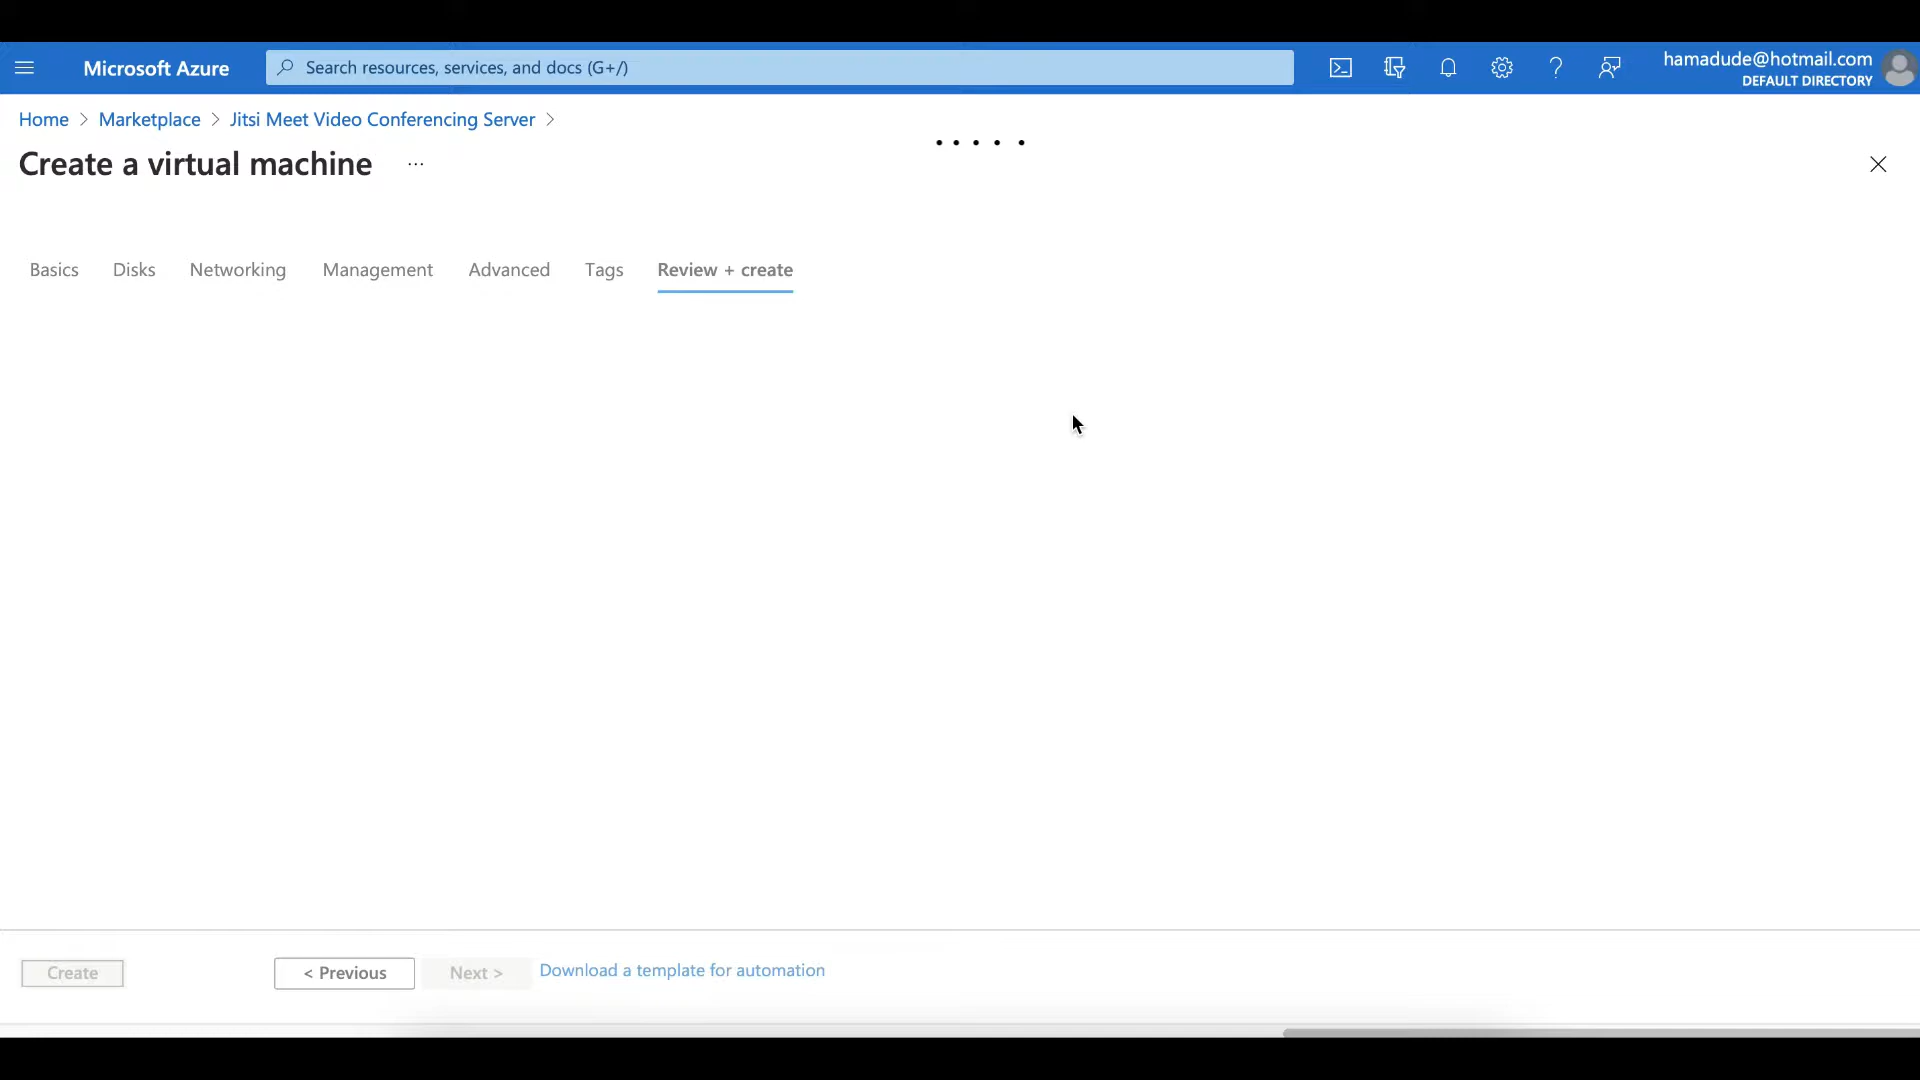 Microsoft Azure
Search resources, services, and docs (G+/)
hamadude@hotmail.com
DEFAULT DIRECTORY
Home > Marketplace > Jitsi Meet Video Conferencing Server >
Create a virtual machine ...
Basics Disks Networking Management Advanced Tags Review + create
Create < Previous Next > Download a template for automation